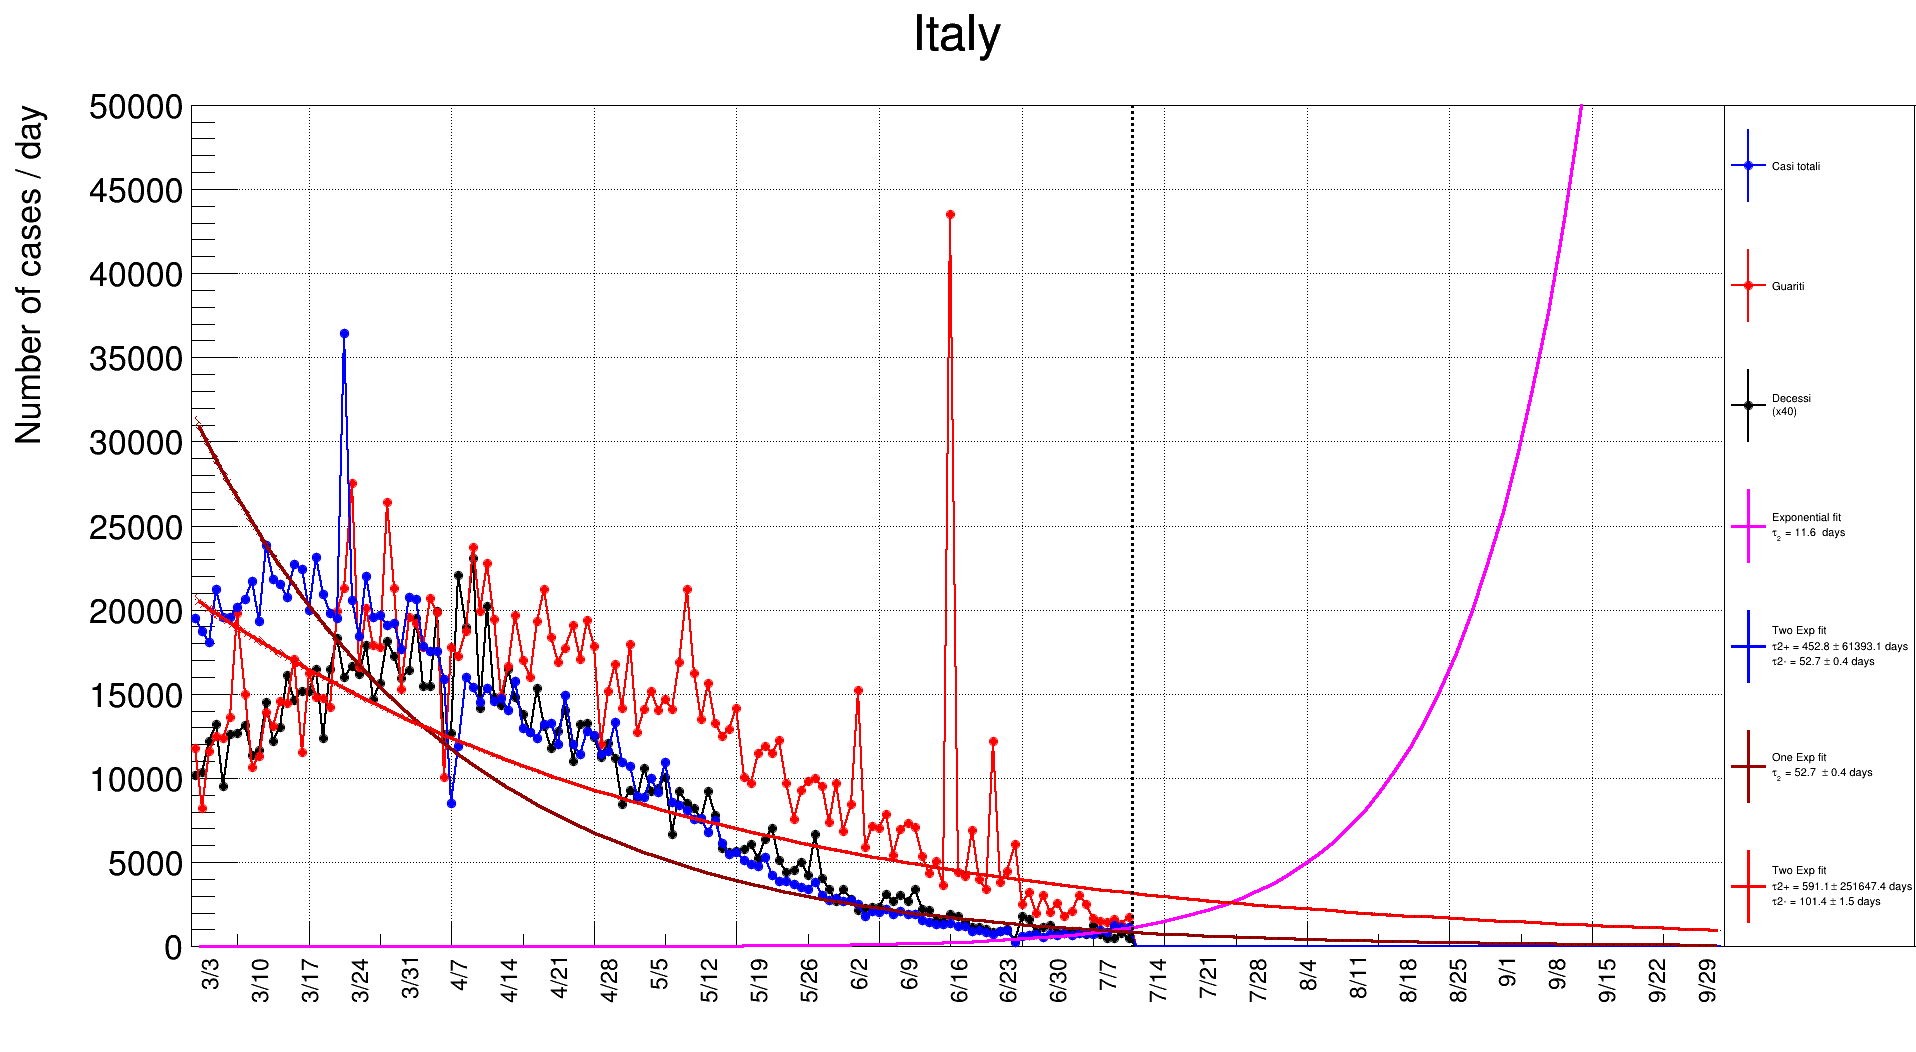 Italy
Number of cases / day
50000
45000
40000
35000
30000
25000
20000
15000
10000
5000
0
3/3
3/10
3/17
3/24
3/31
4/7
4/14
4/21
4/28
5/5
5/12
5/19
5/26
6/2
6/9
6/16
6/23
6/30
7/7
7/14
7/21
7/28
8/4
8/11
8/18
8/25
9/1
9/8
9/15
9/22
9/29
Casi totali
Guariti
Decessi
(x40)
Exponential fit
τ2 = 11.6 days
Two Exp fit
τ2+ = 452.8 ± 61393.1 days
τ2- = 52.7 ± 0.4 days
One Exp fit
τ2 = 52.7 ± 0.4 days
Two Exp fit
τ2+ = 591.1 ± 251647.4 days
τ2- = 101.4 ± 1.5 days